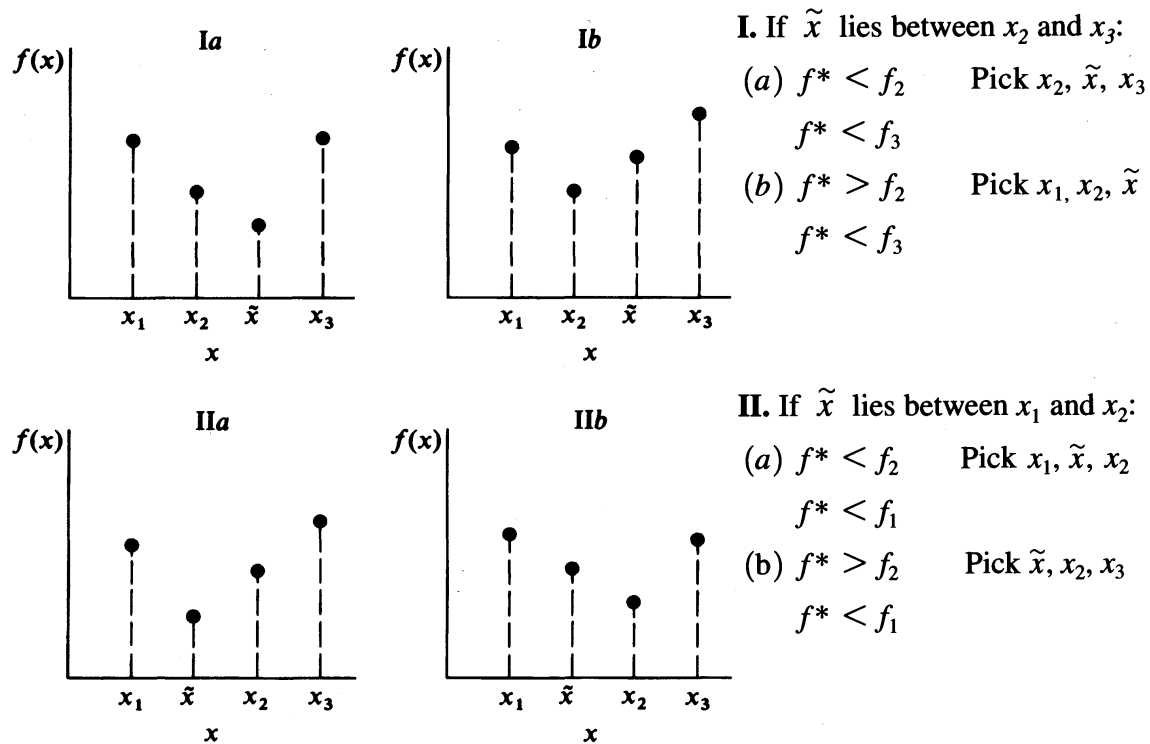 Ia
f(x)
x₁ x₂ x̃ x₃
x
Ib
f(x)
x₁ x₂ x̃ x₃
x
I. If x̃ lies between x₂ and x₃:
(a) f* < f₂ Pick x₂, x̃, x₃
f* < f₃
(b) f* > f₂ Pick x₁, x₂, x̃
f* < f₃
IIa
f(x)
x₁ x̃ x₂ x₃
x
IIb
f(x)
x₁ x̃ x₂ x₃
x
II. If x̃ lies between x₁ and x₂:
(a) f* < f₂ Pick x₁, x̃, x₂
f* < f₁
(b) f* > f₂ Pick x̃, x₂, x₃
f* < f₁